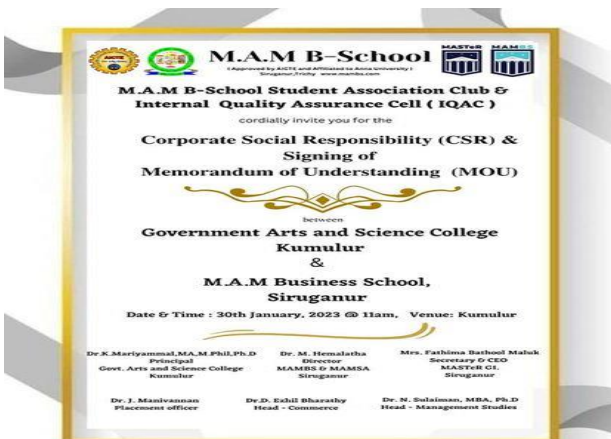 M.A.M B-School
( Approved by AICTE and Affiliated to Anna University )
Siruganur,Trichy www.mambs.com
MASTeR
MAMBS
M.A.M B-School Student Association Club &
Internal Quality Assurance Cell ( IQAC )
cordially invite you for the
Corporate Social Responsibility (CSR) &
Signing of
Memorandum of Understanding (MOU)
between
Government Arts and Science College
Kumulur
&
M.A.M Business School,
Siruganur
Date & Time : 30th January, 2023 @ 11am, Venue: Kumulur
Dr.K.Mariyammal,MA,M.Phil,Ph.D
Principal
Govt. Arts and Science College
Kumulur
Dr. M. Hemalatha
Director
MAMBS & MAMSA
Siruganur
Mrs. Fathima Bathool Maluk
Secretary & CEO
MASTeR GI.
Siruganur
Dr. J. Manivannan
Placement officer
Dr.D. Ezhil Bharathy
Head - Commerce
Dr. N. Sulaiman, MBA, Ph.D
Head - Management Studies